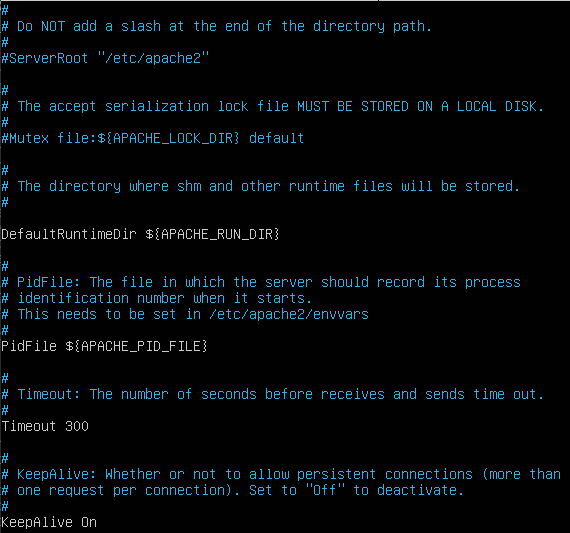 #
# Do NOT add a slash at the end of the directory path.
#
#ServerRoot "/etc/apache2"
#
# The accept serialization lock file MUST BE STORED ON A LOCAL DISK.
#
#Mutex file:${APACHE_LOCK_DIR} default
#
# The directory where shm and other runtime files will be stored.
#
DefaultRuntimeDir ${APACHE_RUN_DIR}
#
# PidFile: The file in which the server should record its process
# identification number when it starts.
# This needs to be set in /etc/apache2/envvars
#
PidFile ${APACHE_PID_FILE}
#
# Timeout: The number of seconds before receives and sends time out.
#
Timeout 300
#
# KeepAlive: Whether or not to allow persistent connections (more than
# one request per connection). Set to "Off" to deactivate.
#
KeepAlive On